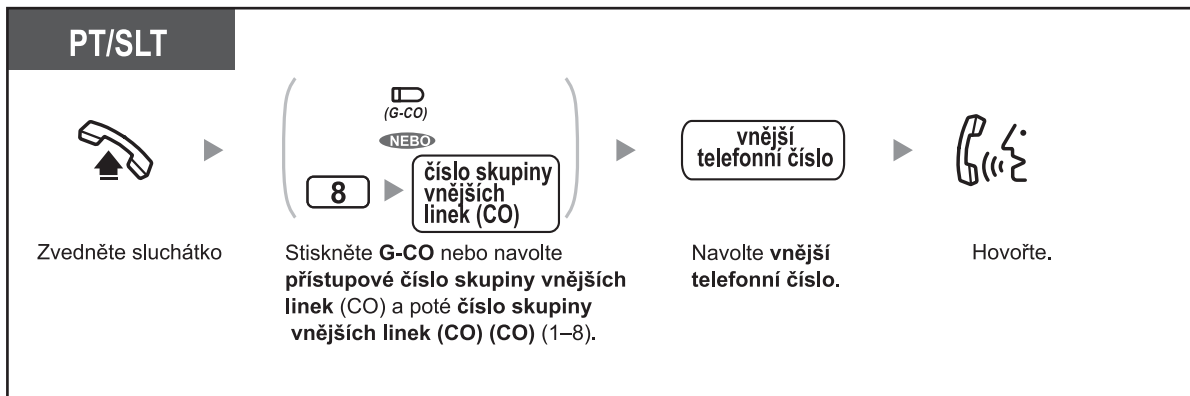 PT/SLT
(G-CO)
NEBO
8
číslo skupiny
vnějších
linek (CO)
vnější
telefonní číslo
Zvedněte sluchátko
Stiskněte G-CO nebo navolte
přístupové číslo skupiny vnějších
linek (CO) a poté číslo skupiny
vnějších linek (CO) (CO) (1–8).
Navolte vnější
telefonní číslo.
Hovořte.